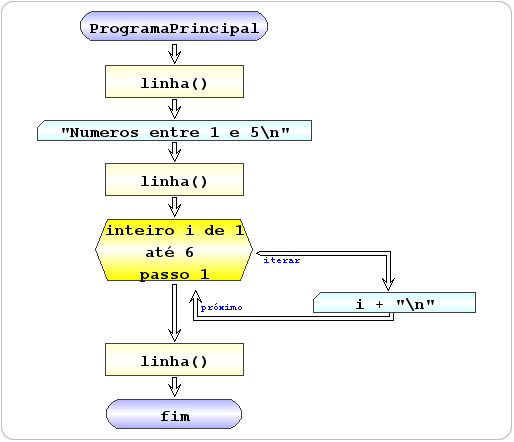 ProgramaPrincipal
linha()
"Numeros entre 1 e 5\n"
linha()
inteiro i de 1
até 6
passo 1
iterar
i + "\n"
próximo
linha()
fim